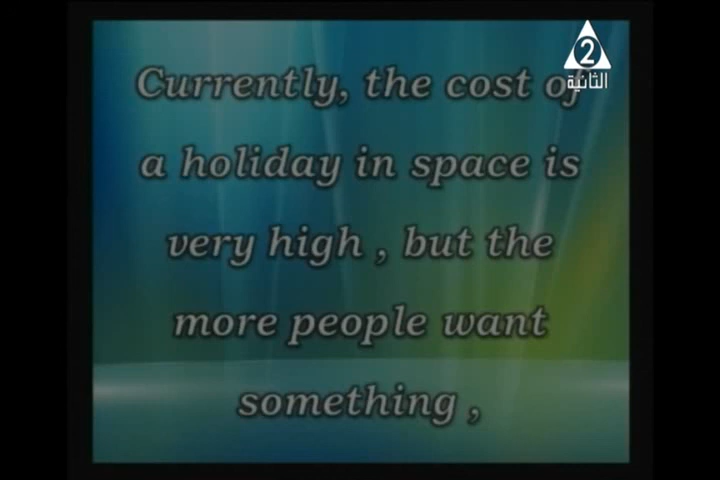 2
الثانية
Currently, the cost of
a holiday in space is
very high , but the
more people want
something ,